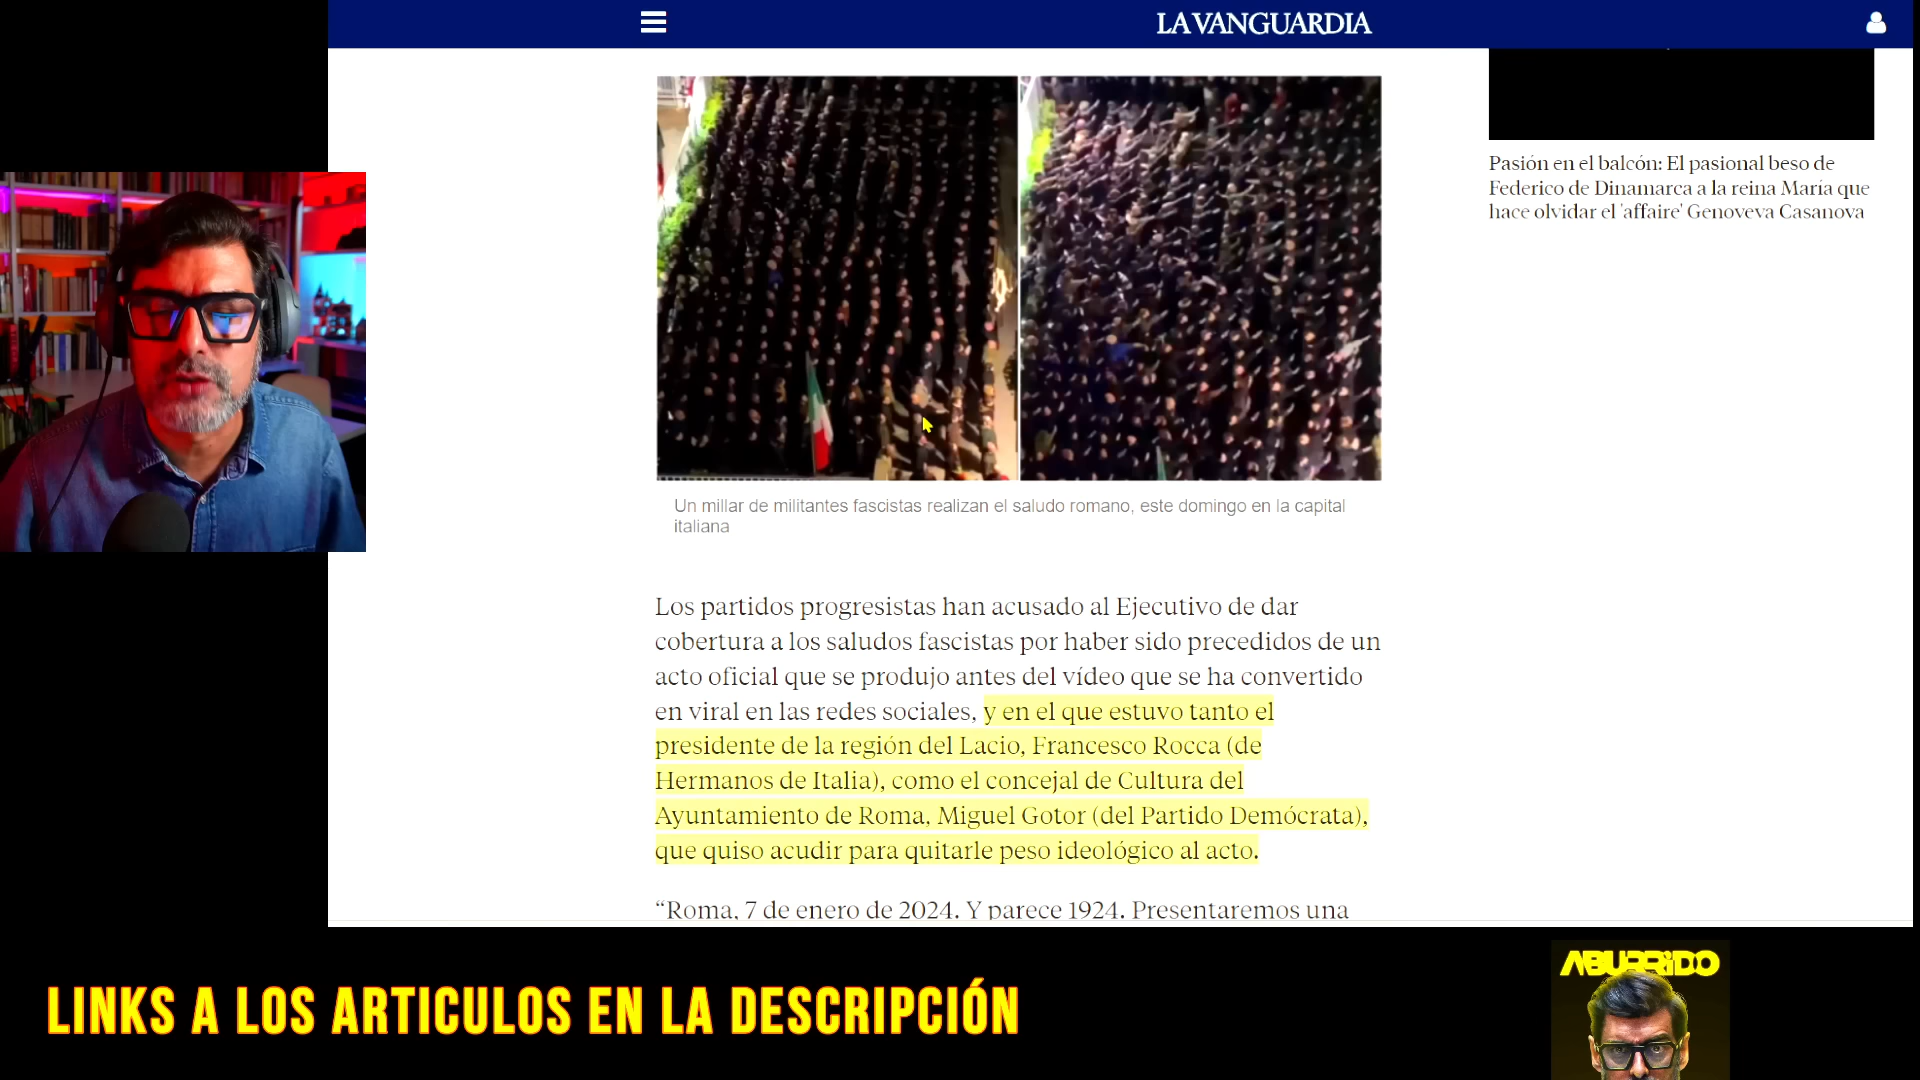 LA VANGUARDIA
Pasión en el balcón: El pasional beso de
Federico de Dinamarca a la reina María que
hace olvidar el 'affaire' Genoveva Casanova
Un millar de militantes fascistas realizan el saludo romano, este domingo en la capital
italiana
Los partidos progresistas han acusado al Ejecutivo de dar
cobertura a los saludos fascistas por haber sido precedidos de un
acto oficial que se produjo antes del vídeo que se ha convertido
en viral en las redes sociales, y en el que estuvo tanto el
presidente de la región del Lacio, Francesco Rocca (de
Hermanos de Italia), como el concejal de Cultura del
Ayuntamiento de Roma, Miguel Gotor (del Partido Demócrata),
que quiso acudir para quitarle peso ideológico al acto.
“Roma, 7 de enero de 2024. Y parece 1924. Presentaremos una
LINKS A LOS ARTICULOS EN LA DESCRIPCIÓN
ABURRIDO